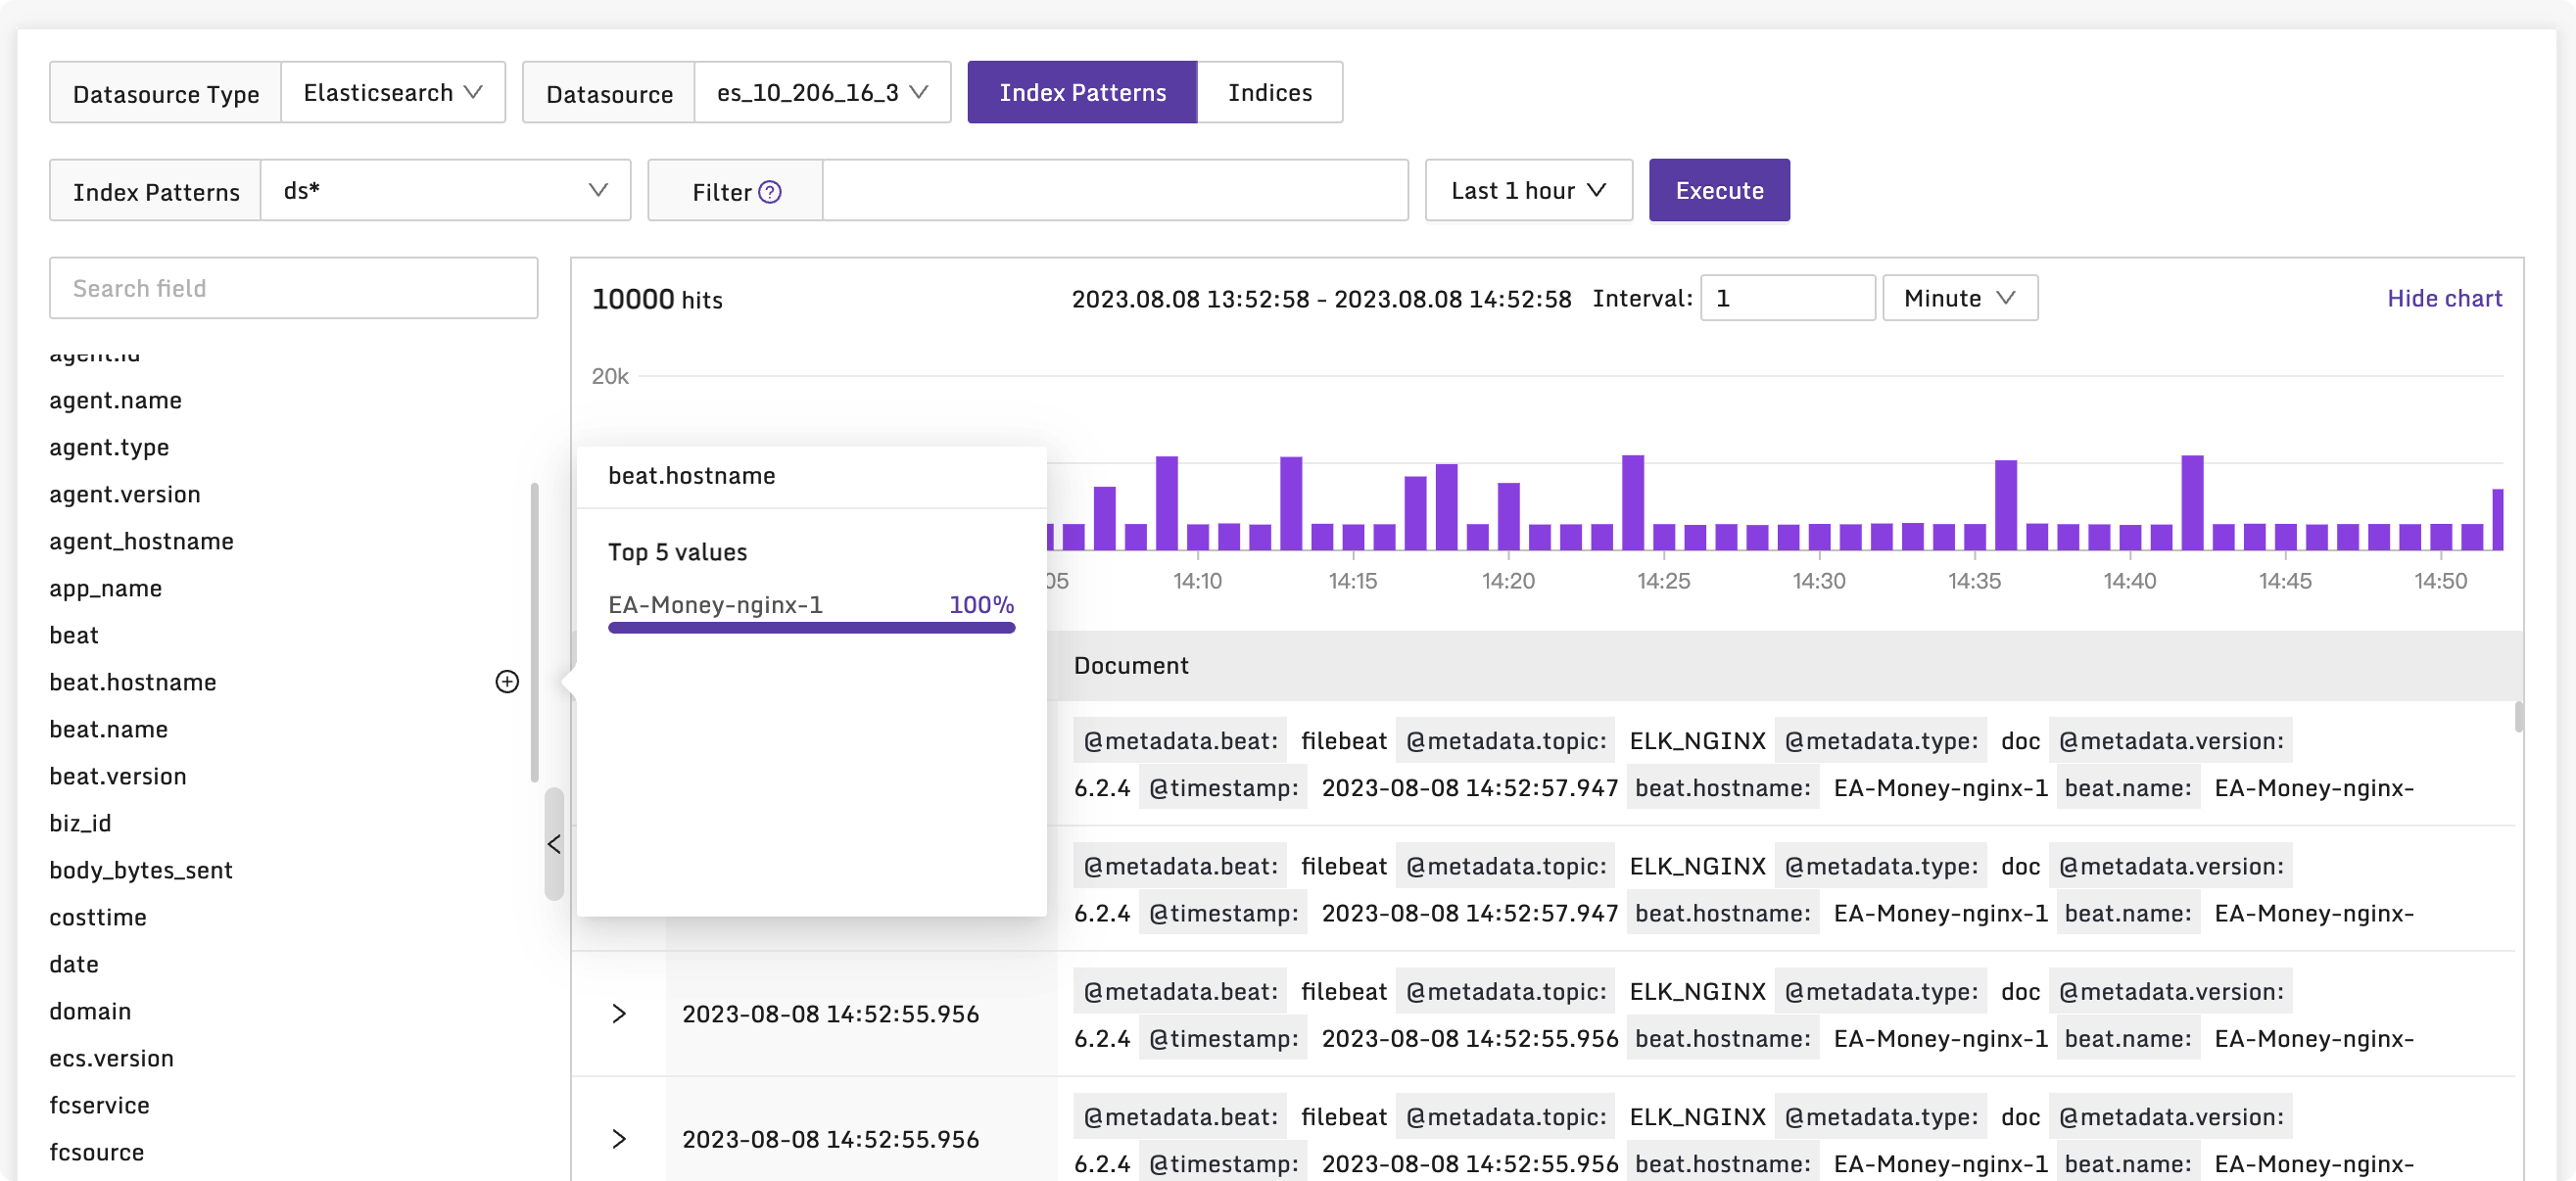 Datasource Type Elasticsearch Datasource es_10_206_16_3 Index Patterns Indices
Index Patterns ds* Filter ? Last 1 hour Execute
Search field
agent.id
agent.name
agent.type
agent.version
agent_hostname
app_name
beat
beat.hostname
beat.name
beat.version
biz_id
body_bytes_sent
costtime
date
domain
ecs.version
fcservice
fcsource
10000 hits 2023.08.08 13:52:58 - 2023.08.08 14:52:58 Interval: 1 Minute Hide chart
20k
05 14:10 14:15 14:20 14:25 14:30 14:35 14:40 14:45 14:50
beat.hostname
Top 5 values
EA-Money-nginx-1 100%
Document
@metadata.beat: filebeat @metadata.topic: ELK_NGINX @metadata.type: doc @metadata.version:
6.2.4 @timestamp: 2023-08-08 14:52:57.947 beat.hostname: EA-Money-nginx-1 beat.name: EA-Money-nginx-
@metadata.beat: filebeat @metadata.topic: ELK_NGINX @metadata.type: doc @metadata.version:
6.2.4 @timestamp: 2023-08-08 14:52:57.947 beat.hostname: EA-Money-nginx-1 beat.name: EA-Money-nginx-
2023-08-08 14:52:55.956
@metadata.beat: filebeat @metadata.topic: ELK_NGINX @metadata.type: doc @metadata.version:
6.2.4 @timestamp: 2023-08-08 14:52:55.956 beat.hostname: EA-Money-nginx-1 beat.name: EA-Money-nginx-
2023-08-08 14:52:55.956
@metadata.beat: filebeat @metadata.topic: ELK_NGINX @metadata.type: doc @metadata.version:
6.2.4 @timestamp: 2023-08-08 14:52:55.956 beat.hostname: EA-Money-nginx-1 beat.name: EA-Money-nginx-